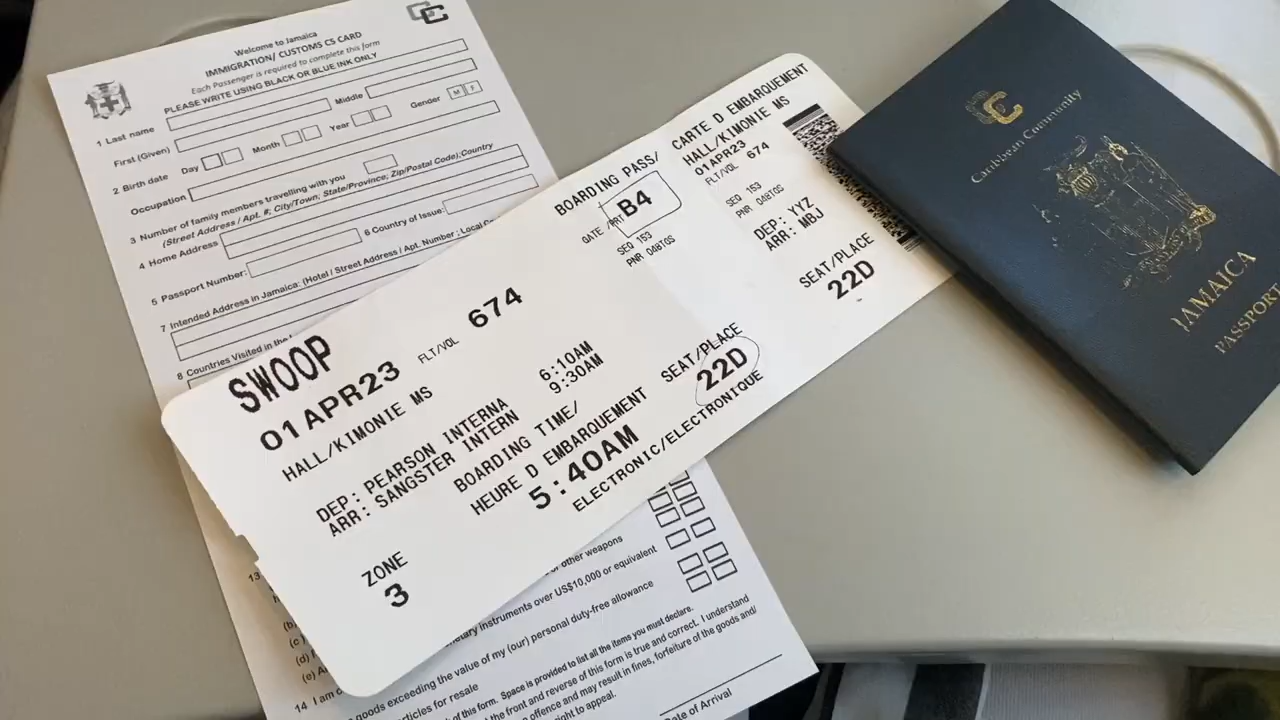 Welcome to Jamaica
IMMIGRATION/ CUSTOMS CS CARD
Each Passenger is required to complete this form
PLEASE WRITE USING BLACK OR BLUE INK ONLY
1 Last name
First (Given)
Middle
2 Birth date Day Month Year Gender M F
Occupation
3 Number of family members travelling with you
(Street Address / Apt. #; City/Town; State/Province; Zip/Postal Code);Country
4 Home Address
5 Passport Number:
6 Country of Issue:
7 Intended Address in Jamaica: (Hotel / Street Address / Apt. Number ; Local
8 Countries Visited in the
SWOOP
01APR23 FLT/VOL 674
HALL/KIMONIE MS
DEP: PEARSON INTERNA 6:10AM
ARR: SANGSTER INTERN 9:30AM
BOARDING TIME/
HEURE D EMBARQUEMENT
5:40AM
SEAT/PLACE
22D
ELECTRONIC/ELECTRONIQUE
ZONE
3
BOARDING PASS/ CARTE D EMBARQUEMENT
GATE/PRT B4
SEQ 153
PNR 04BTOS
HALL/KIMONIE MS
01APR23
FLT/VOL 674
SEQ 153
PNR 04BTOS
DEP: YYZ
ARR: MBJ
SEAT/PLACE
22D
Caribbean Community
JAMAICA
PASSPORT
13
(b
(c
(d)
(e)
other weapons
instruments over US$10,000 or equivalent
goods exceeding the value of my (our) personal duty-free allowance
articles for resale
14 I am
of this form. Space is provided to list all the items you must declare.
the front and reverse of this form is true and correct. I understand
offence and may result in fines, forfeiture of the goods and/
right to appeal.
Date of Arrival